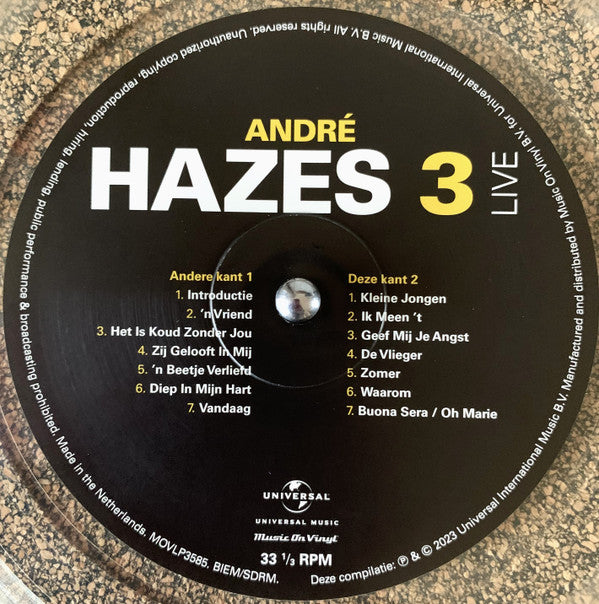 ANDRÉ
HAZES 3
LIVE
Andere kant 1
1. Introductie
2. ’n Vriend
3. Het Is Koud Zonder Jou
4. Zij Gelooft In Mij
5. ’n Beetje Verliefd
6. Diep In Mijn Hart
7. Vandaag
Deze kant 2
1. Kleine Jongen
2. Ik Meen ’t
3. Geef Mij Je Angst
4. De Vlieger
5. Zomer
6. Waarom
7. Buona Sera / Oh Marie
UNIVERSAL
UNIVERSAL MUSIC
Music On Vinyl
33 1/3 RPM
Deze compilatie: ℗ & © 2023 Universal International Music B.V. Manufactured and distributed by Music On Vinyl B.V. for Universal International Music B.V. All rights reserved. Unauthorized copying, reproduction, hiring, lending, public performance & broadcasting prohibited. Made in the Netherlands. MOVLP3585. BIEM/SDRM.